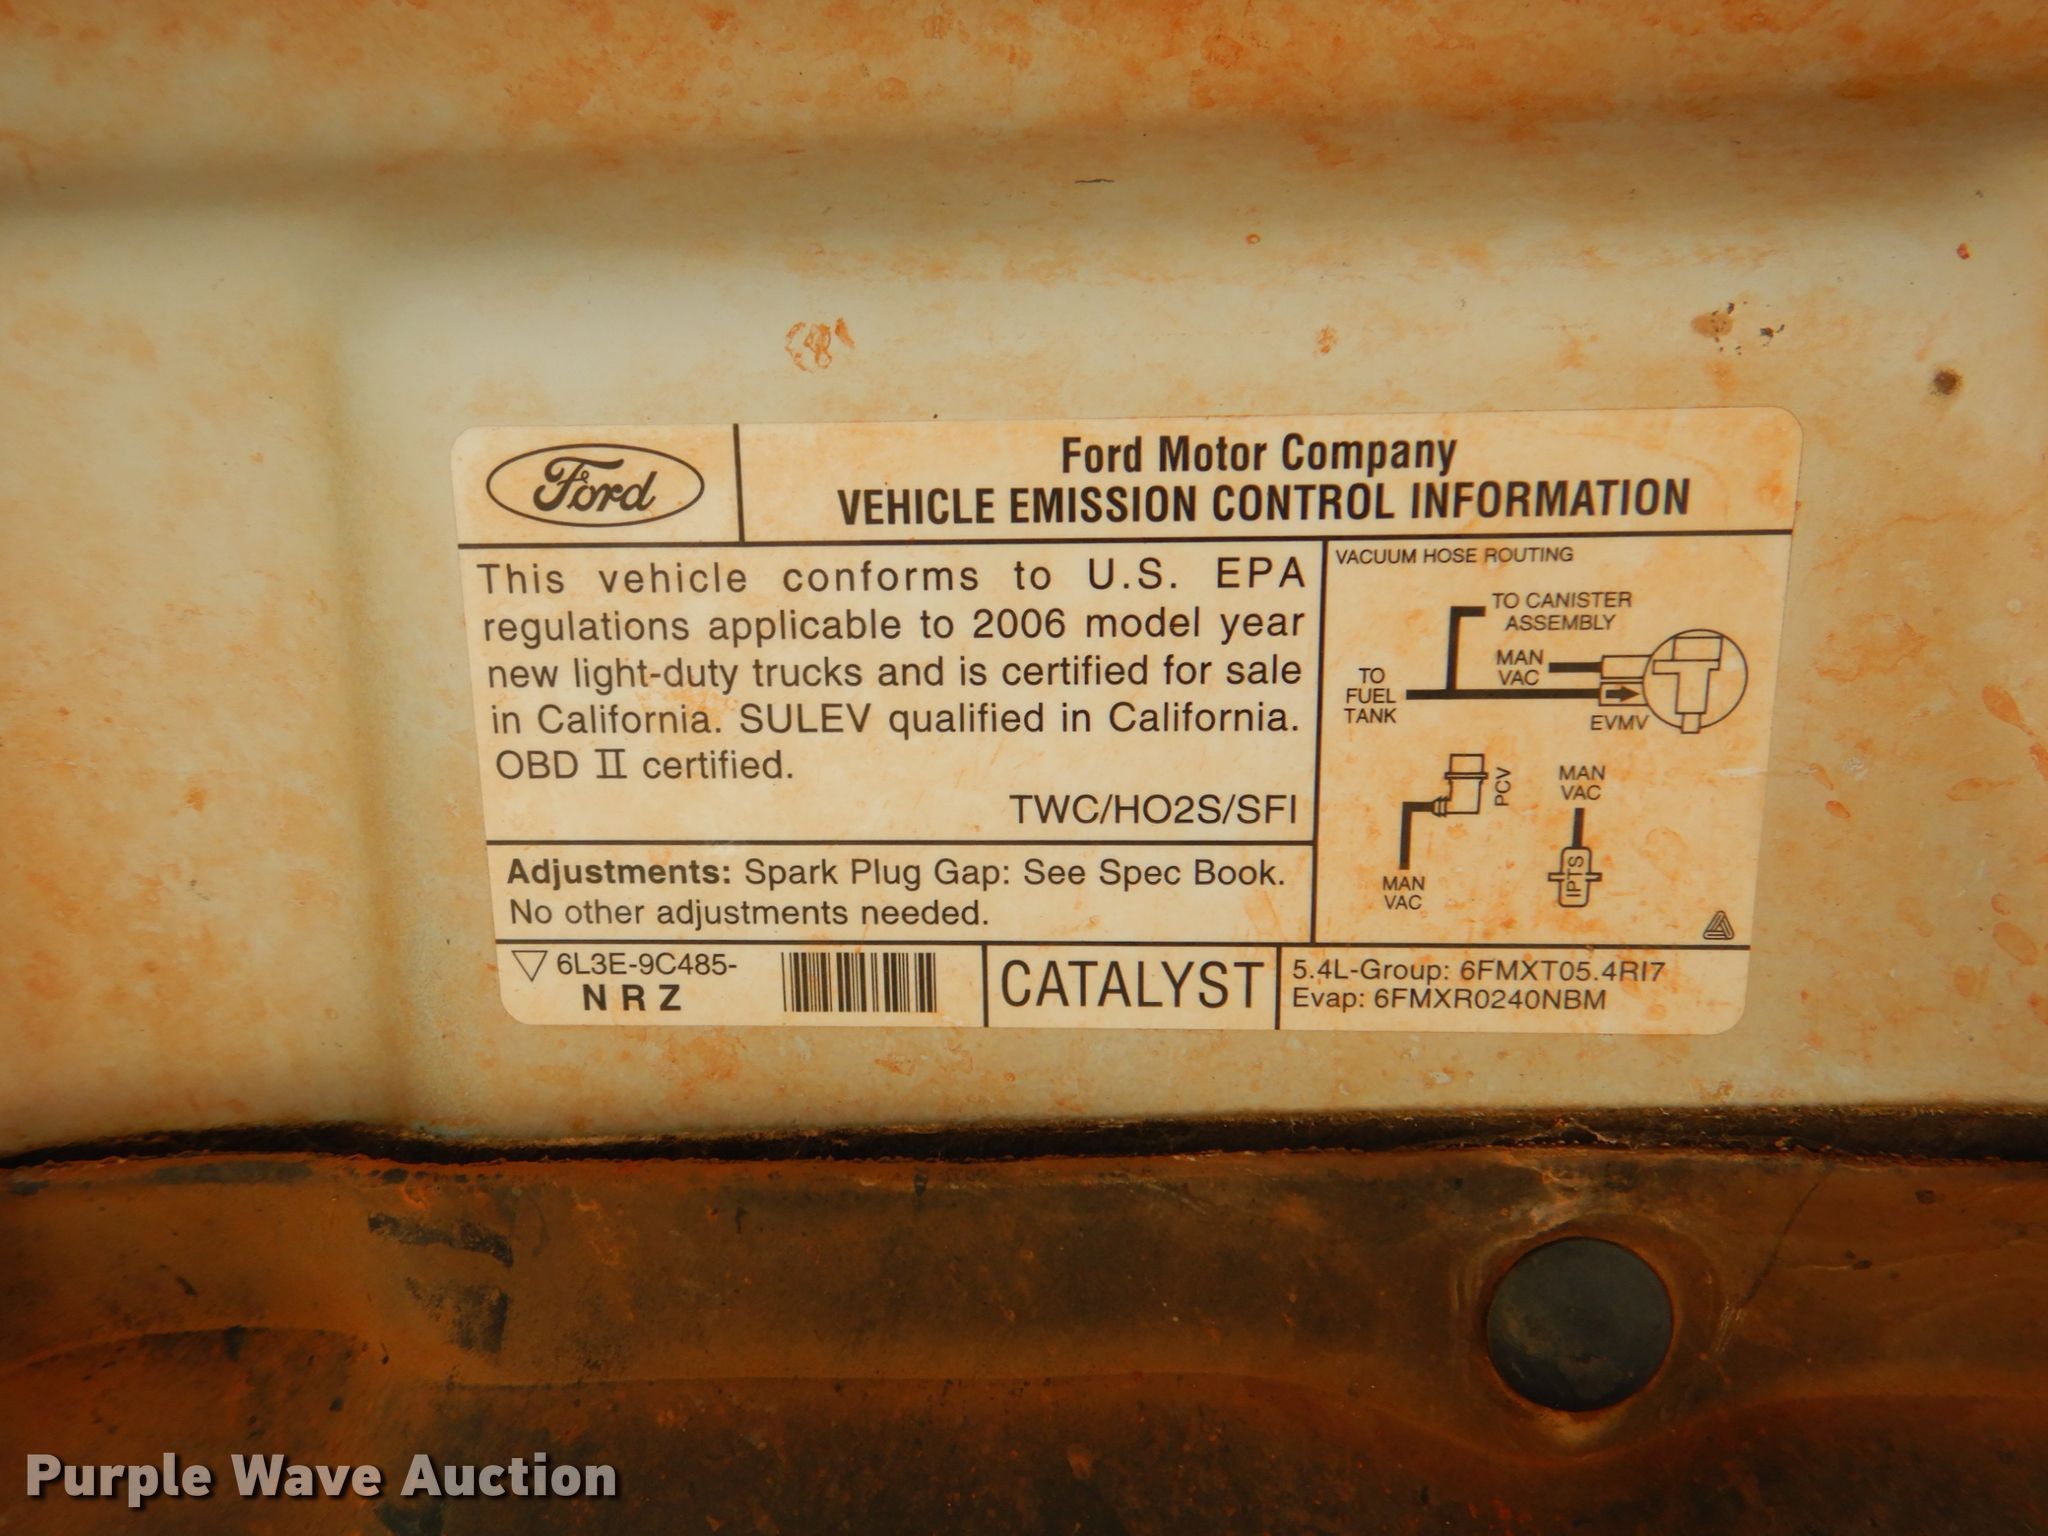 Ford
Ford Motor Company
VEHICLE EMISSION CONTROL INFORMATION
This vehicle conforms to U.S. EPA
regulations applicable to 2006 model year
new light-duty trucks and is certified for sale
in California. SULEV qualified in California.
OBD II certified.
TWC/HO2S/SFI
Adjustments: Spark Plug Gap: See Spec Book.
No other adjustments needed.
VACUUM HOSE ROUTING
TO CANISTER
ASSEMBLY
MAN
VAC
TO
FUEL
TANK
EVMV
PCV
MAN
VAC
MAN
VAC
IPTS
6L3E-9C485-
NRZ
CATALYST
5.4L-Group: 6FMXT05.4RI7
Evap: 6FMXR0240NBM
Purple Wave Auction